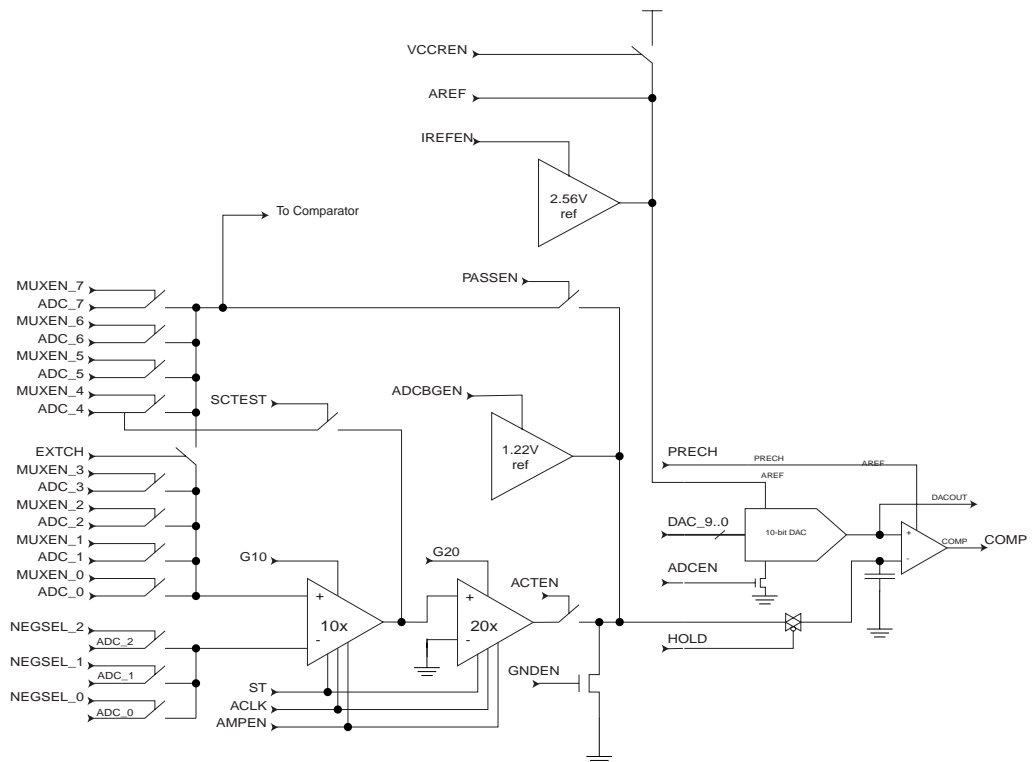 VCCREN
AREF
IREFEN
2.56V
ref
To Comparator
PASSEN
MUXEN_7
ADC_7
MUXEN_6
ADC_6
MUXEN_5
ADC_5
MUXEN_4
ADC_4
SCTEST
ADCBGEN
1.22V
ref
EXTCH
MUXEN_3
ADC_3
MUXEN_2
ADC_2
MUXEN_1
ADC_1
MUXEN_0
ADC_0
PRECH
PRECH
AREF
AREF
DACOUT
DAC_9..0
10-bit DAC
+
-
COMP
COMP
ADCEN
G10
G20
ACTEN
+
-
10x
+
-
20x
HOLD
NEGSEL_2
ADC_2
NEGSEL_1
ADC_1
NEGSEL_0
ADC_0
ST
ACLK
AMPEN
GNDEN